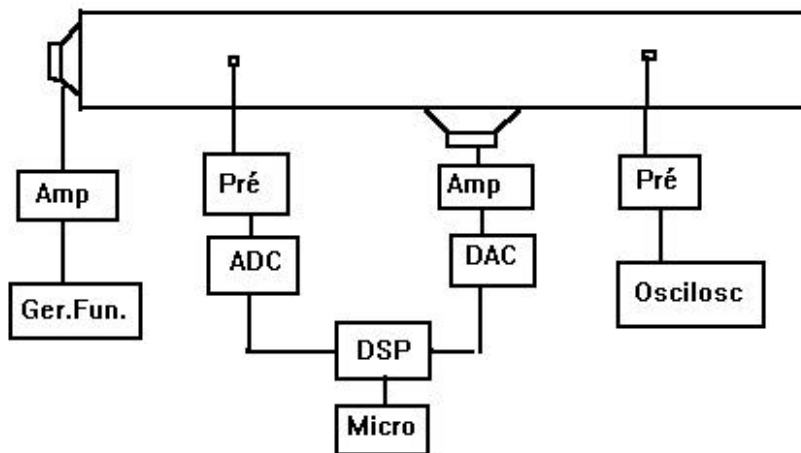 Amp
Pré
Amp
Pré
ADC
DAC
Ger.Fun.
Oscilosc
DSP
Micro